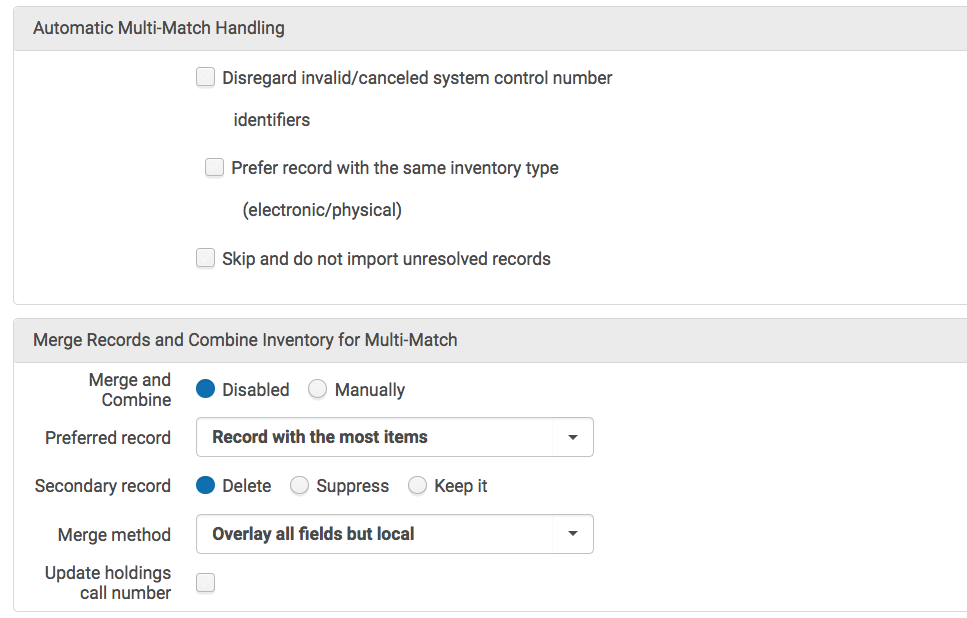 Automatic Multi-Match Handling
Disregard invalid/canceled system control number
identifiers
Prefer record with the same inventory type
(electronic/physical)
Skip and do not import unresolved records
Merge Records and Combine Inventory for Multi-Match
Merge and
Combine
Disabled Manually
Preferred record Record with the most items
Secondary record Delete Suppress Keep it
Merge method Overlay all fields but local
Update holdings
call number